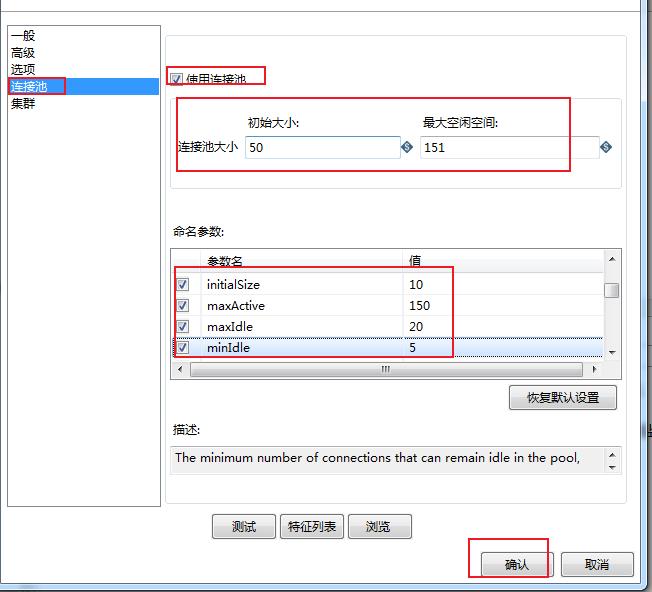 一般
高级
选项
连接池
集群
使用连接池
初始大小:
最大空闲空间:
连接池大小
50
151
命名参数:
参数名
值
initialSize
10
maxActive
150
maxIdle
20
minIdle
5
恢复默认设置
描述:
The minimum number of connections that can remain idle in the pool,
测试
特征列表
浏览
确认
取消